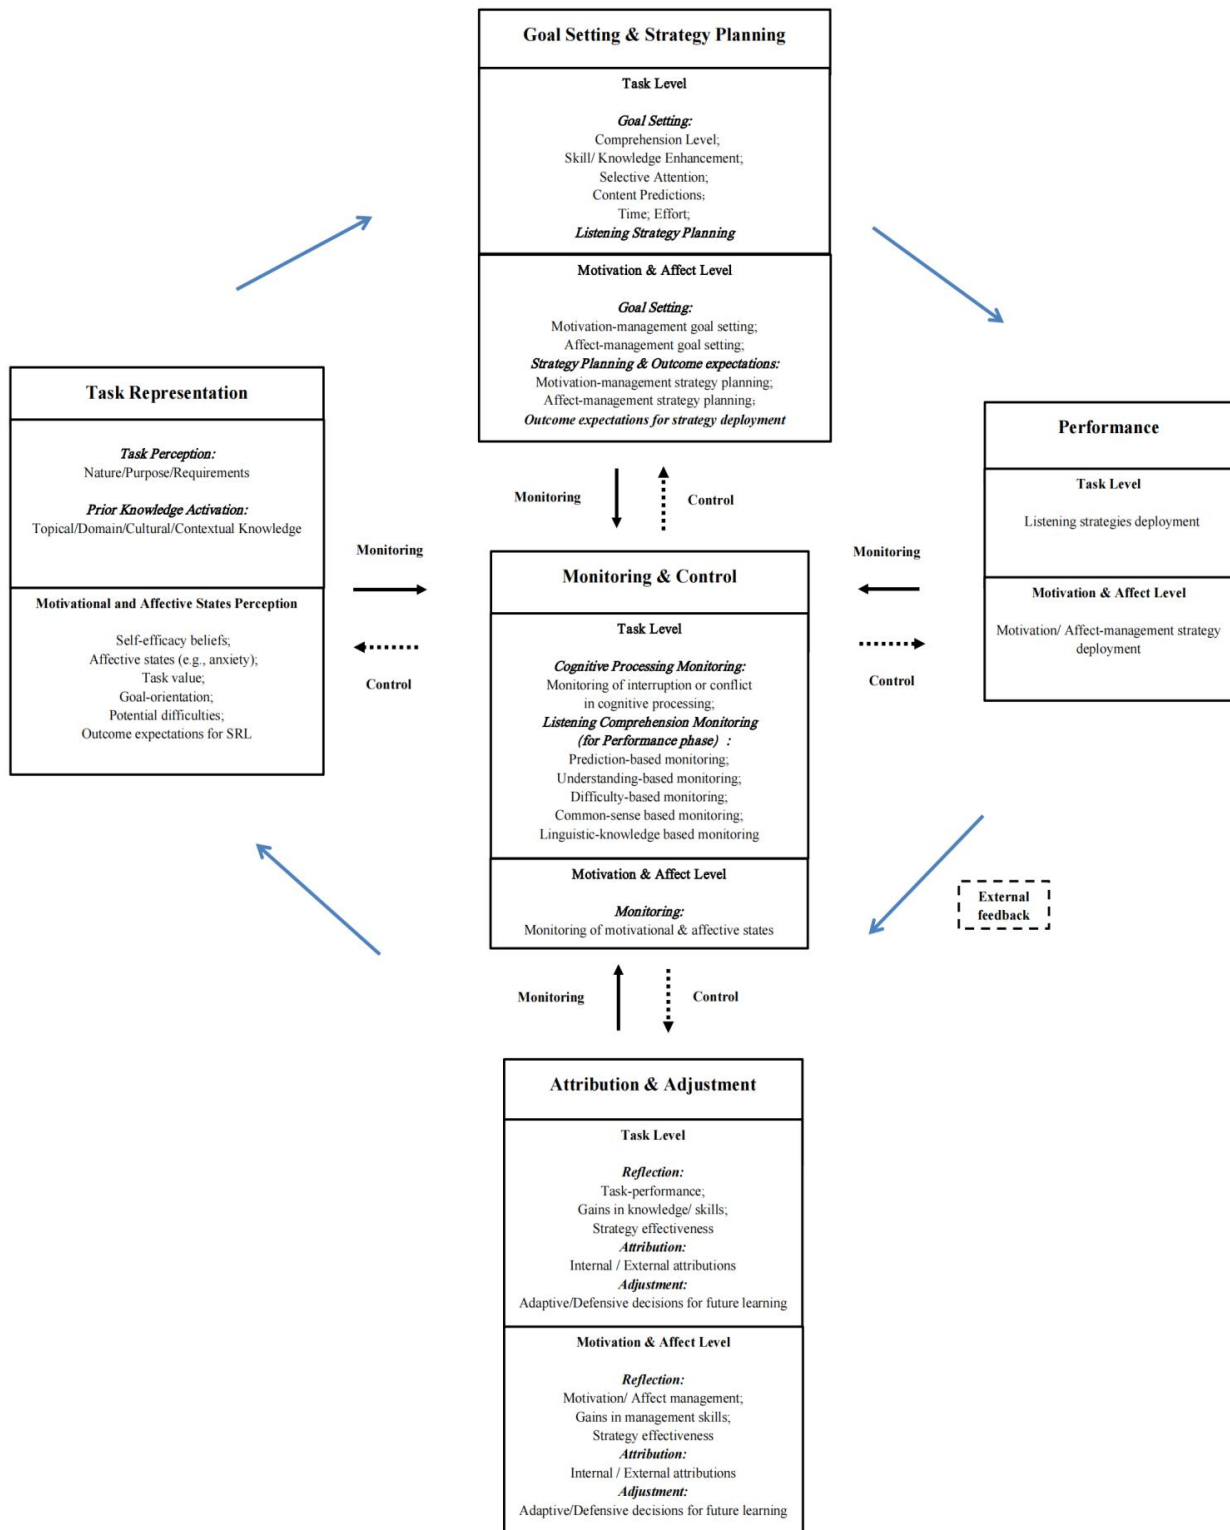 Goal Setting & Strategy Planning
Task Level
Goal Setting:
Comprehension Level;
Skill/ Knowledge Enhancement;
Selective Attention;
Content Predictions;
Time; Effort;
Listening Strategy Planning
Motivation & Affect Level
Goal Setting:
Motivation-management goal setting;
Affect-management goal setting;
Strategy Planning & Outcome expectations:
Motivation-management strategy planning;
Affect-management strategy planning;
Outcome expectations for strategy deployment
Task Representation
Task Perception:
Nature/Purpose/Requirements
Prior Knowledge Activation:
Topical/Domain/Cultural/Contextual Knowledge
Motivational and Affective States Perception
Self-efficacy beliefs;
Affective states (e.g., anxiety);
Task value;
Goal-orientation;
Potential difficulties;
Outcome expectations for SRL
Monitoring
Control
Monitoring
Control
Monitoring & Control
Task Level
Cognitive Processing Monitoring:
Monitoring of interruption or conflict
in cognitive processing;
Listening Comprehension Monitoring
(for Performance phase) :
Prediction-based monitoring;
Understanding-based monitoring;
Difficulty-based monitoring;
Common-sense based monitoring;
Linguistic-knowledge based monitoring
Motivation & Affect Level
Monitoring:
Monitoring of motivational & affective states
Monitoring
Control
Performance
Task Level
Listening strategies deployment
Motivation & Affect Level
Motivation/ Affect-management strategy
deployment
External
feedback
Monitoring
Control
Attribution & Adjustment
Task Level
Reflection:
Task-performance;
Gains in knowledge/ skills;
Strategy effectiveness
Attribution:
Internal / External attributions
Adjustment:
Adaptive/Defensive decisions for future learning
Motivation & Affect Level
Reflection:
Motivation/ Affect management;
Gains in management skills;
Strategy effectiveness
Attribution:
Internal / External attributions
Adjustment:
Adaptive/Defensive decisions for future learning